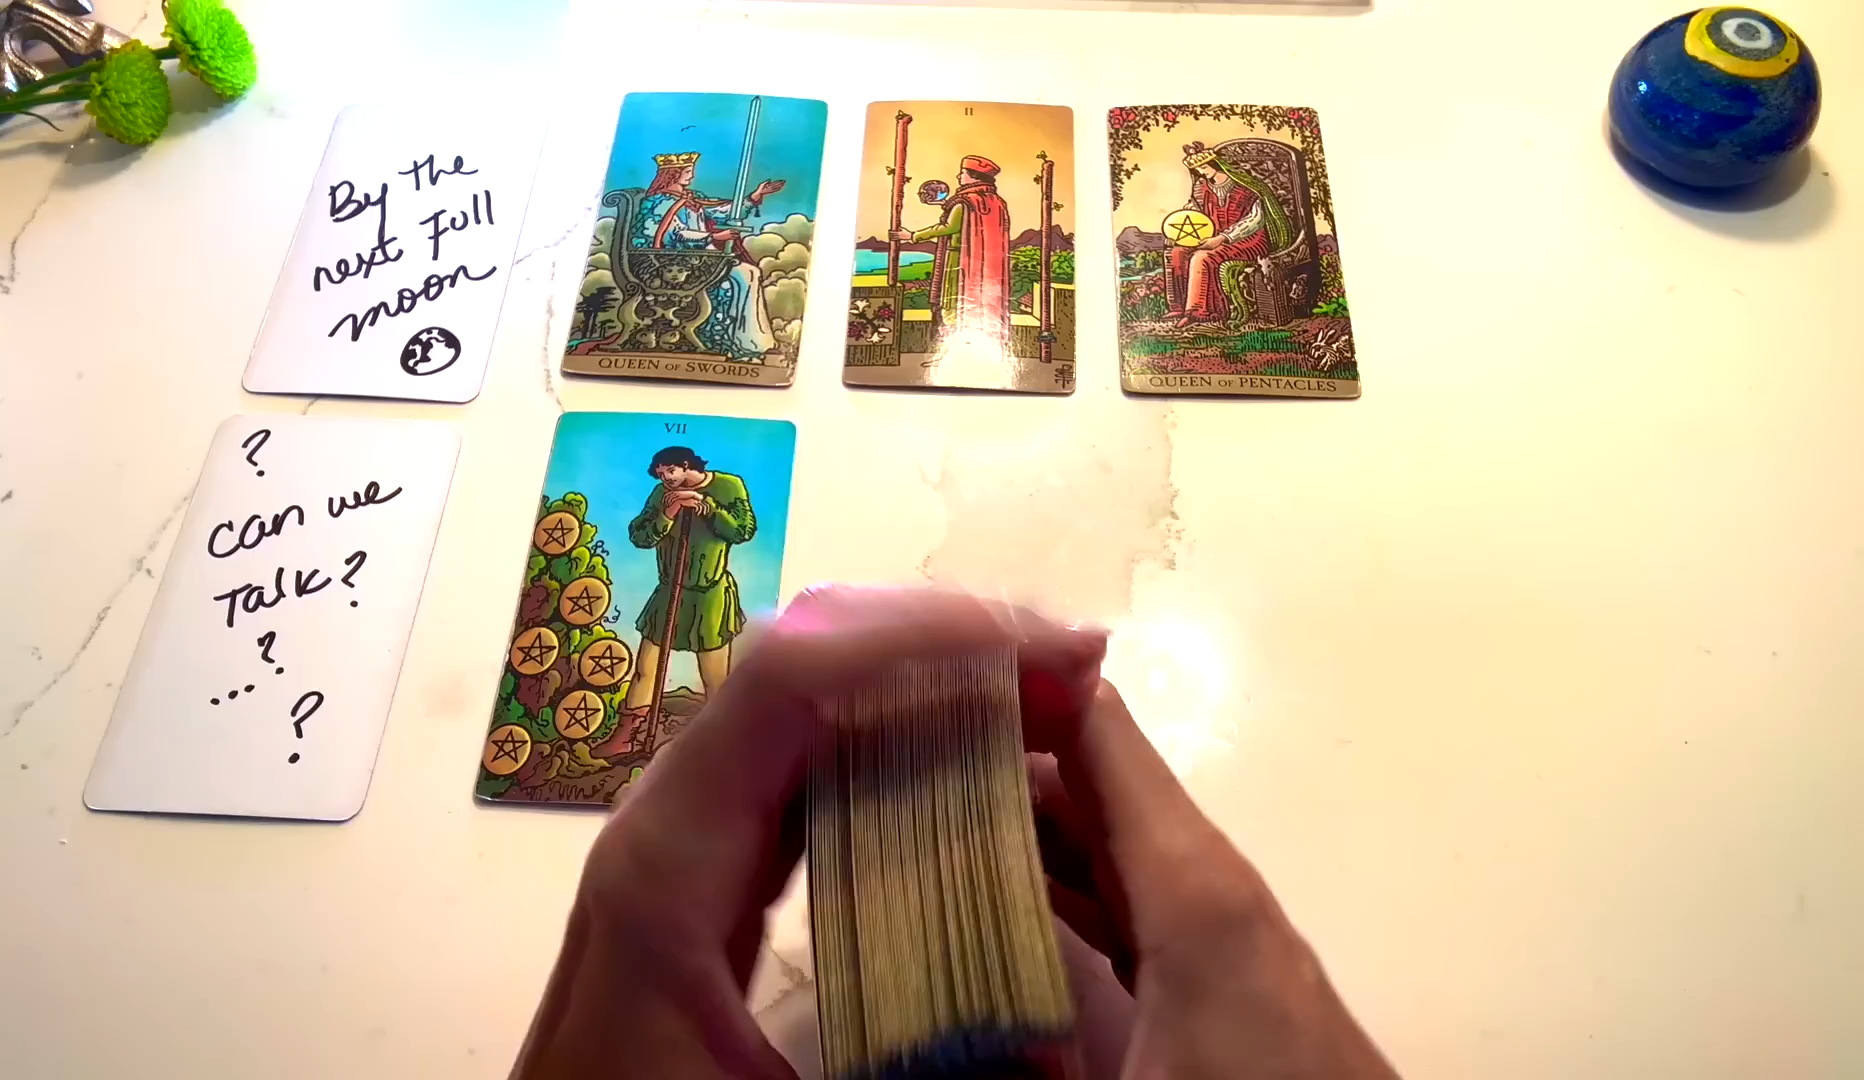 By the
next Full
moon
QUEEN OF SWORDS
II
QUEEN OF PENTACLES
?
can we
Talk?
?
...
?
VII